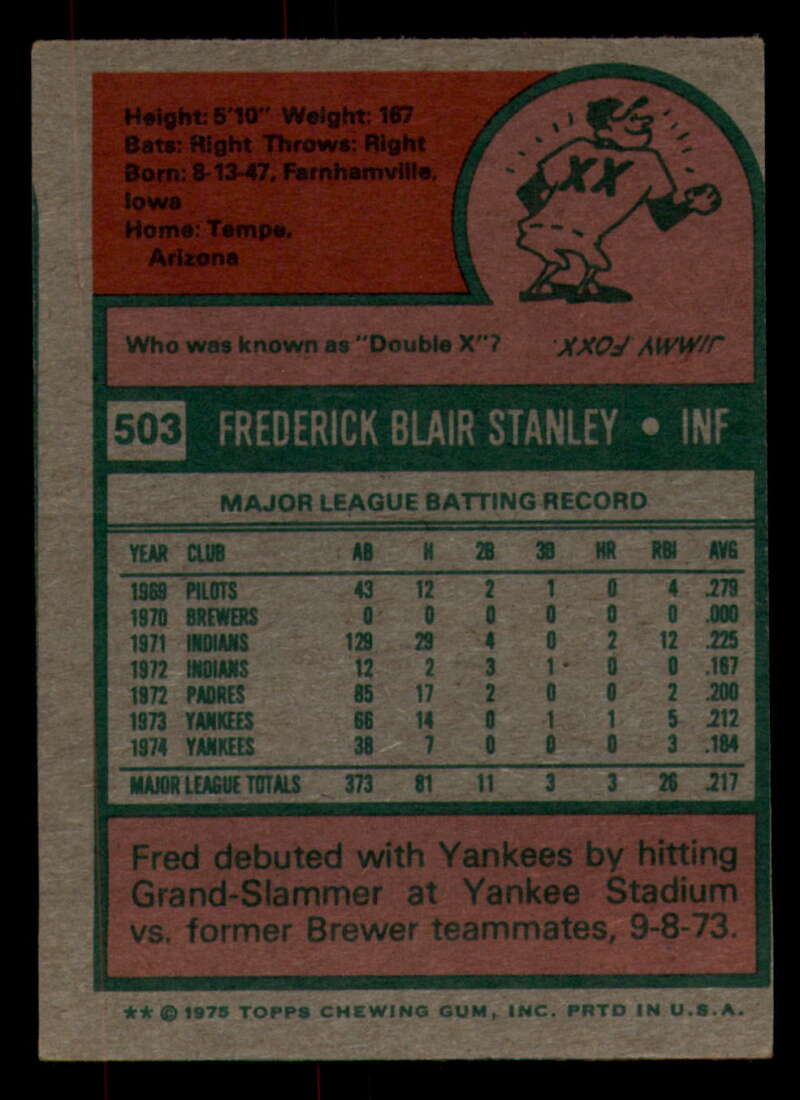 Height: 5'10" Weight: 167
Bats: Right Throws: Right
Born: 8-13-47, Farnhamville,
Iowa
Home: Tempe,
Arizona
XX
Who was known as "Double X"?
JIMMY FOXX.
503 FREDERICK BLAIR STANLEY • INF
MAJOR LEAGUE BATTING RECORD
YEAR CLUB AB H 2B 3B HR RBI AVG
1969 PILOTS 43 12 2 1 0 4 .279
1970 BREWERS 0 0 0 0 0 0 .000
1971 INDIANS 129 29 4 0 2 12 .225
1972 INDIANS 12 2 3 1 0 0 .167
1972 PADRES 85 17 2 0 0 2 .200
1973 YANKEES 66 14 0 1 1 5 .212
1974 YANKEES 38 7 0 0 0 3 .184
MAJOR LEAGUE TOTALS 373 81 11 3 3 26 .217
Fred debuted with Yankees by hitting
Grand-Slammer at Yankee Stadium
vs. former Brewer teammates, 9-8-73.
** © 1975 TOPPS CHEWING GUM, INC. PRTD IN U.S.A.